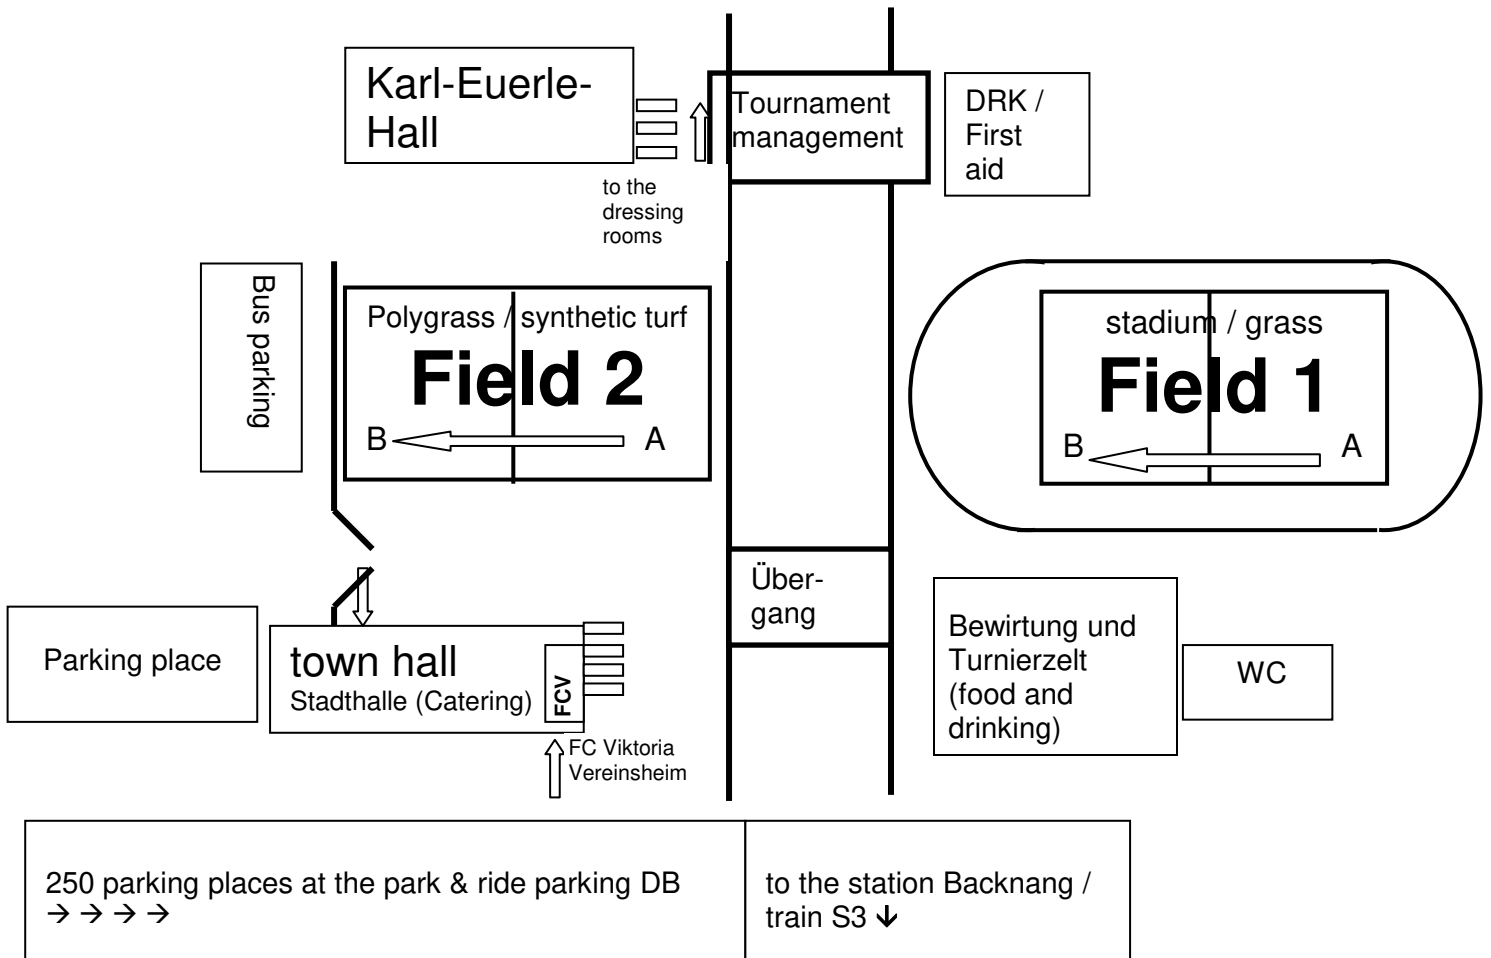 Karl-Euerle-
Hall
Tournament
management
DRK /
First
aid
to the
dressing
rooms
Bus parking
Polygrass / synthetic turf
Field 2
B
A
stadium / grass
Field 1
B
A
Über-
gang
Parking place
town hall
Stadthalle (Catering)
FCV
FC Viktoria
Vereinsheim
Bewirtung und
Turnierzelt
(food and
drinking)
WC
250 parking places at the park & ride parking DB
→ → → →
to the station Backnang /
train S3 ↓